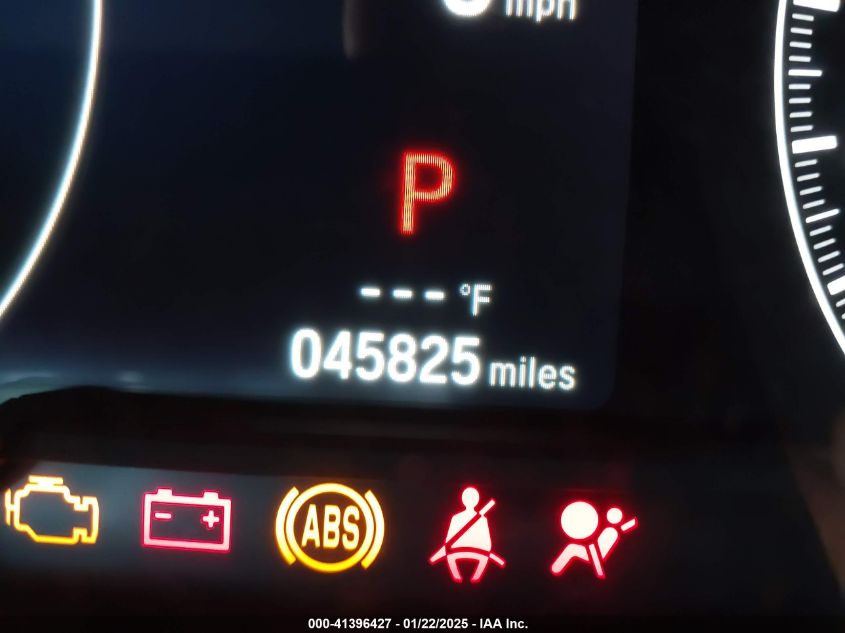 mph
P
--- °F
045825 miles
ABS
000-41396427 - 01/22/2025 - IAA Inc.